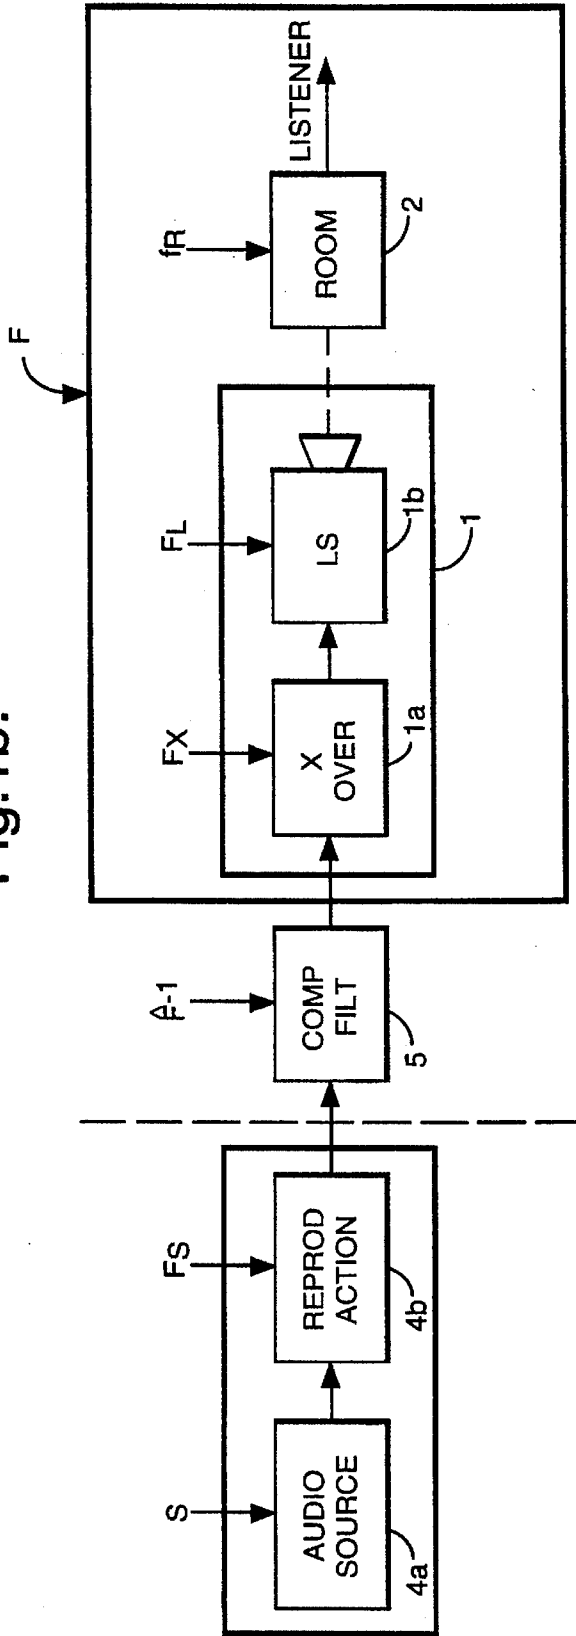 Fig.1b.
F
S
FS
F̂-1
FX
FL
fR
AUDIO
SOURCE
REPROD
ACTION
COMP
FILT
X
OVER
LS
ROOM
LISTENER
4a
4b
5
1a
1b
2
1